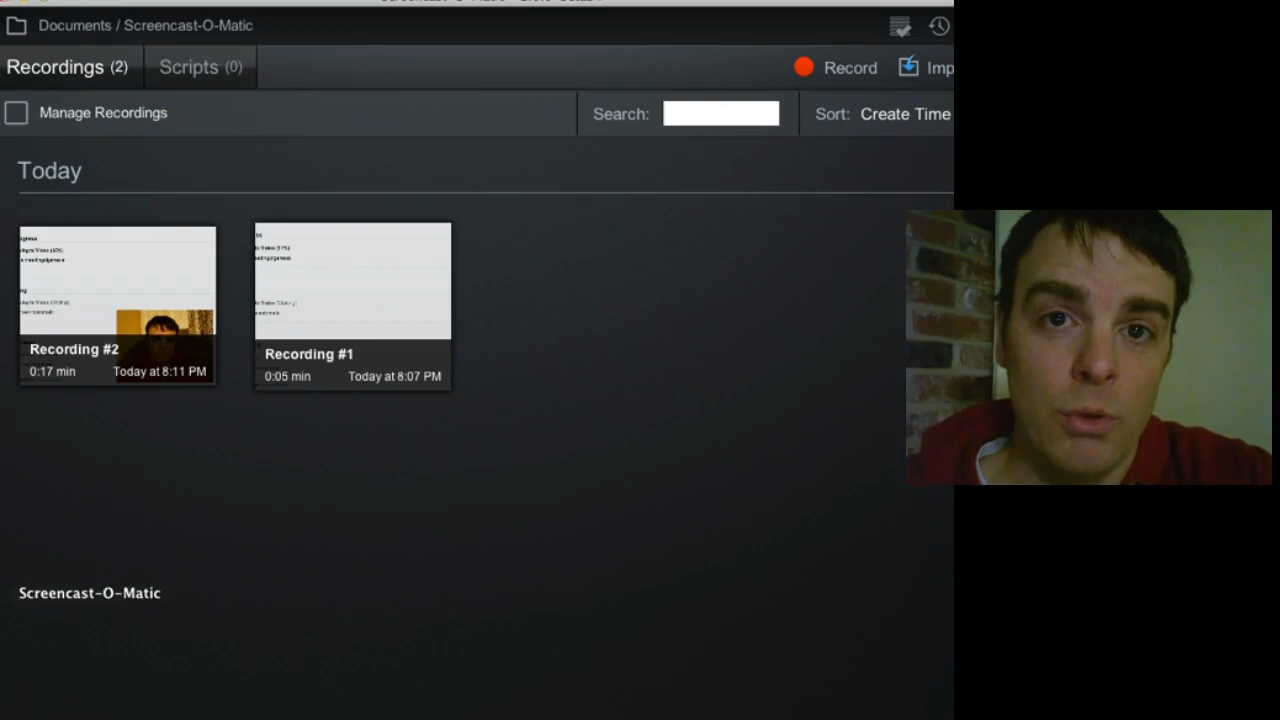 Documents / Screencast-O-Matic
Recordings (2)
Scripts (0)
Record
Imp
Manage Recordings
Search:
Sort: Create Time
Today
Recording #2
0:17 min
Today at 8:11 PM
Recording #1
0:05 min
Today at 8:07 PM
Screencast-O-Matic